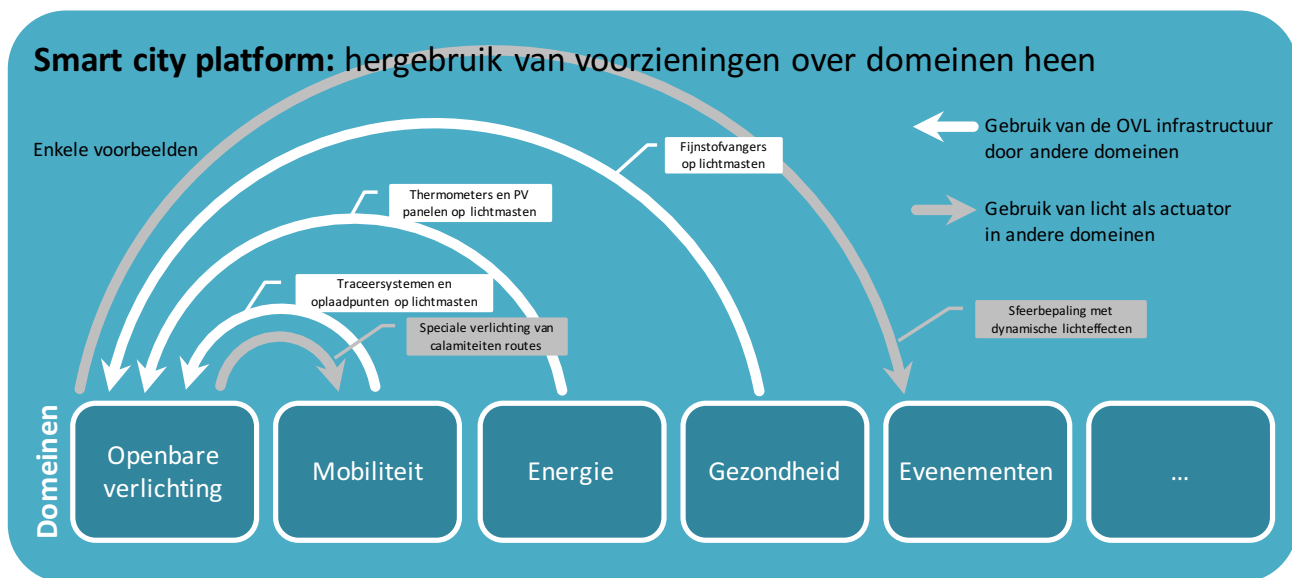 Smart city platform: hergebruik van voorzieningen over domeinen heen
Enkele voorbeelden
Gebruik van de OVL infrastructuur
door andere domeinen
Gebruik van licht als actuator
in andere domeinen
Fijnstofvangers
op lichtmasten
Thermometers en PV
panelen op lichtmasten
Traceersystemen en
oplaadpunten op lichtmasten
Speciale verlichting van
calamiteiten routes
Sfeerbepaling met
dynamische lichteffecten
Domeinen
Openbare
verlichting
Mobiliteit
Energie
Gezondheid
Evenementen
...